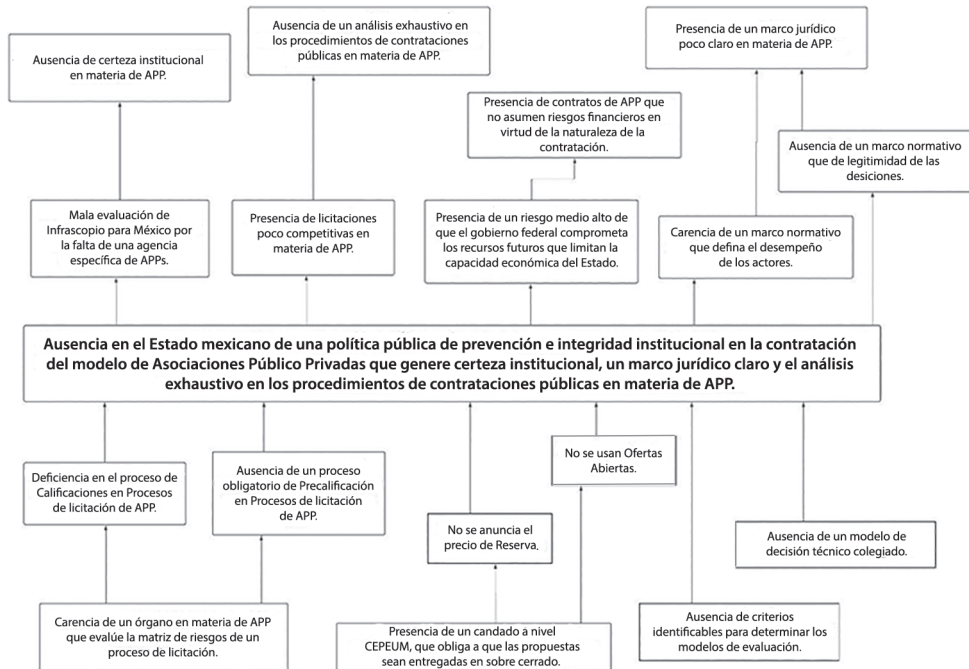 Ausencia de certeza institucional
en materia de APP.
Ausencia de un análisis exhaustivo en
los procedimientos de contrataciones
públicas en materia de APP.
Presencia de un marco jurídico
poco claro en materia de APP.
Presencia de contratos de APP que
no asumen riesgos financieros en
virtud de la naturaleza de la
contratación.
Ausencia de un marco normativo
que de legitimidad de las
desiciones.
Mala evaluación de
Infrascopio para México por
la falta de una agencia
específica de APPs.
Presencia de licitaciones
poco competitivas en
materia de APP.
Presencia de un riesgo medio alto de
que el gobierno federal comprometa
los recursos futuros que limitan la
capacidad económica del Estado.
Carencia de un marco normativo
que defina el desempeño
de los actores.
Ausencia en el Estado mexicano de una política pública de prevención e integridad institucional en la contratación
del modelo de Asociaciones Público Privadas que genere certeza institucional, un marco jurídico claro y el análisis
exhaustivo en los procedimientos de contrataciones públicas en materia de APP.
Deficiencia en el proceso de
Calificaciones en Procesos
de licitación de APP.
Ausencia de un proceso
obligatorio de Precalificación
en Procesos de licitación
de APP.
No se usan Ofertas
Abiertas.
No se anuncia el
precio de Reserva.
Ausencia de un modelo de
decisión técnico colegiado.
Carencia de un órgano en materia de APP
que evalúe la matriz de riesgos de un
proceso de licitación.
Presencia de un candado a nivel
CEPEUM, que obliga a que las propuestas
sean entregadas en sobre cerrado.
Ausencia de criterios
identificables para determinar los
modelos de evaluación.